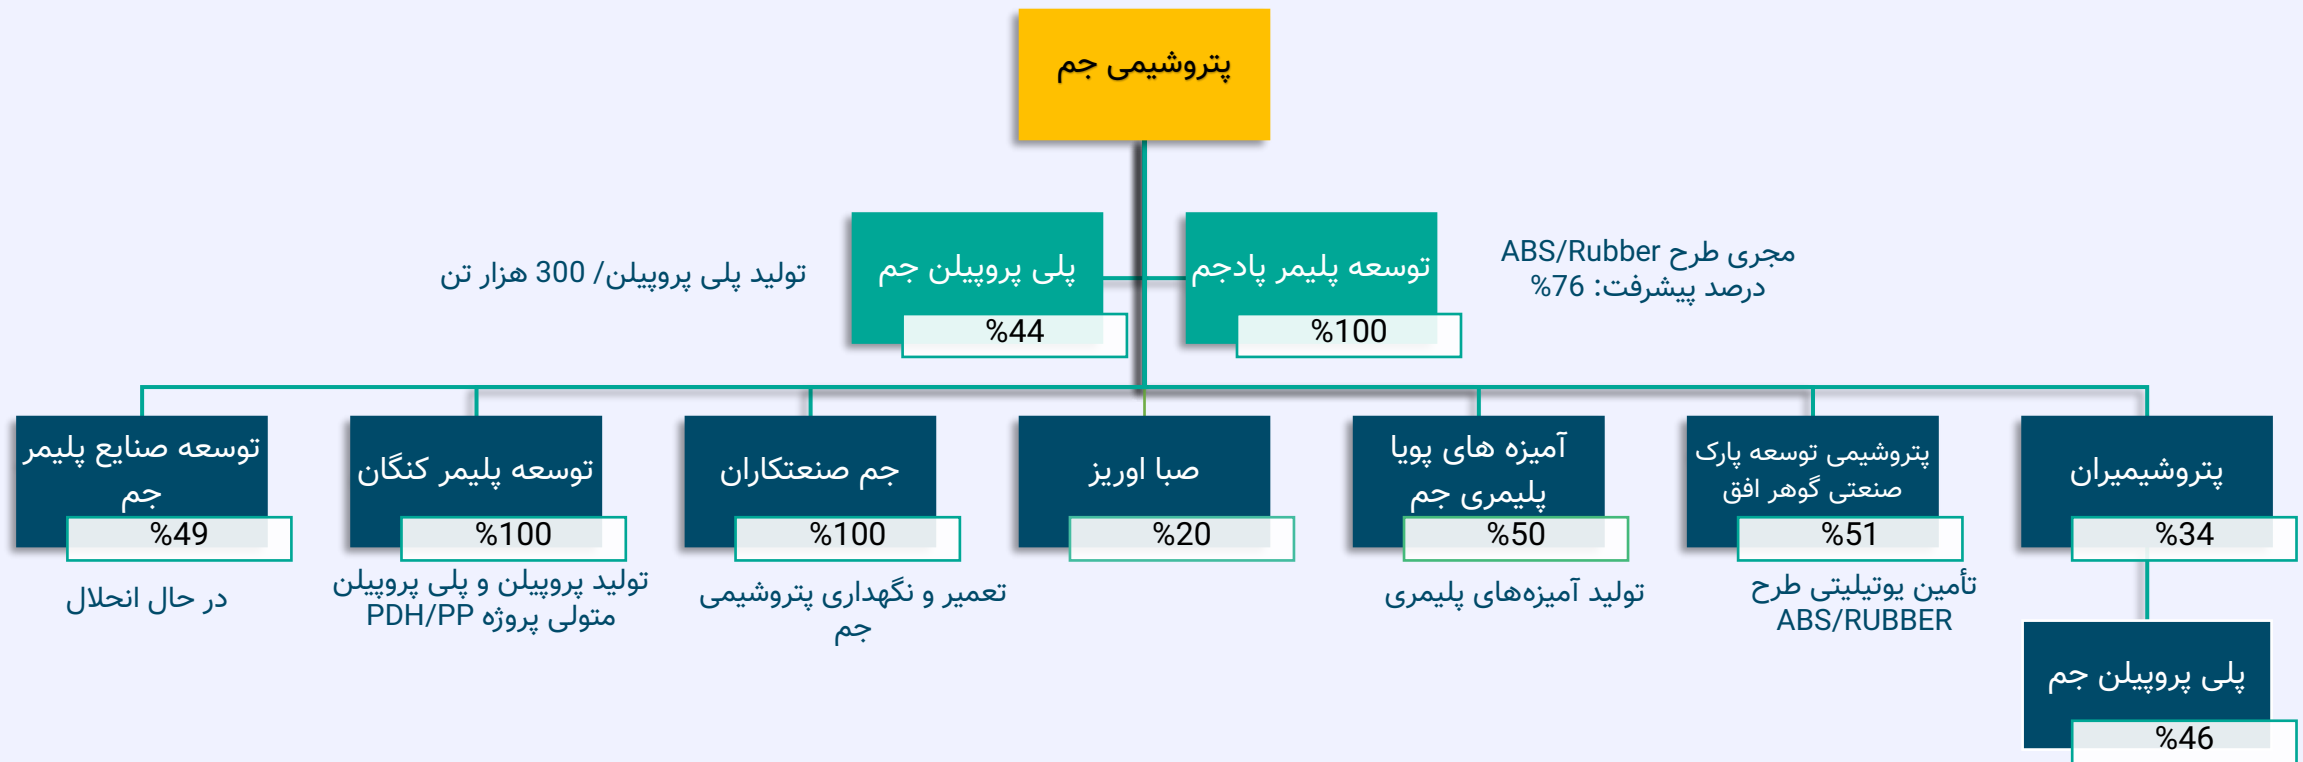 پتروشیمی جم
مجری طرح ABS/Rubber
درصد پیشرفت: 76%
توسعه پلیمر پادجم
%100
پلی پروپیلن جم
%44
تولید پلی پروپیلن/ 300 هزار تن
پتروشیمیران
%34
پتروشیمی توسعه پارک
صنعتی گوهر افق
%51
تأمین یوتیلیتی طرح
ABS/RUBBER
آمیزه های پویا
پلیمری جم
%50
تولید آمیزه‌های پلیمری
صبا اوریز
%20
جم صنعتکاران
%100
تعمیر و نگهداری پتروشیمی
جم
توسعه پلیمر کنگان
%100
تولید پروپیلن و پلی پروپیلن
متولی پروژه PDH/PP
توسعه صنایع پلیمر
جم
%49
در حال انحلال
پلی پروپیلن جم
%46